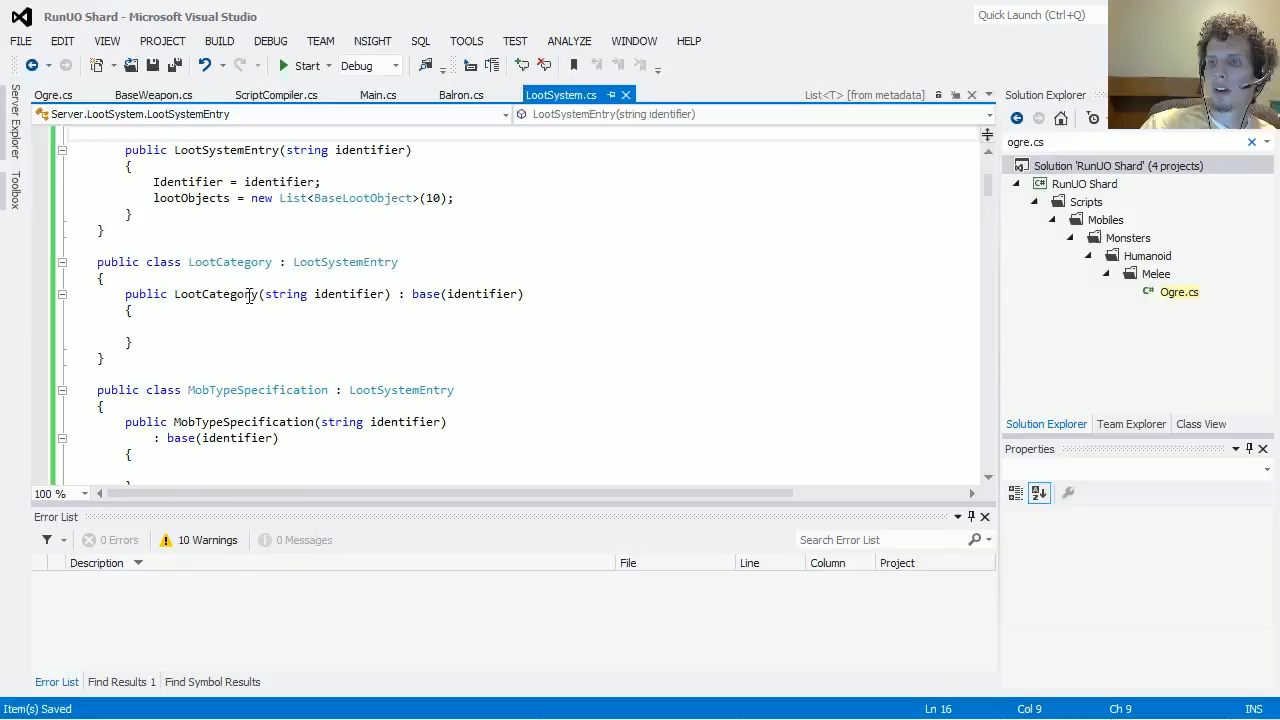 RunUO Shard - Microsoft Visual Studio
Quick Launch (Ctrl+Q)
FILE EDIT VIEW PROJECT BUILD DEBUG TEAM NSIGHT SQL TOOLS TEST ANALYZE WINDOW HELP
Start Debug
Server Explorer
Toolbox
Ogre.cs BaseWeapon.cs ScriptCompiler.cs Main.cs Balron.cs LootSystem.cs List<T> [from metadata]
Server.LootSystem.LootSystemEntry LootSystemEntry(string identifier)
public LootSystemEntry(string identifier)
{
Identifier = identifier;
lootObjects = new List<BaseLootObject>(10);
}
}
public class LootCategory : LootSystemEntry
{
public LootCategory(string identifier) : base(identifier)
{
}
}
public class MobTypeSpecification : LootSystemEntry
{
public MobTypeSpecification(string identifier)
: base(identifier)
{
100 %
Solution Explorer
ogre.cs
Solution 'RunUO Shard' (4 projects)
RunUO Shard
Scripts
Mobiles
Monsters
Humanoid
Melee
Ogre.cs
Solution Explorer Team Explorer Class View
Properties
Error List
0 Errors 10 Warnings 0 Messages
Search Error List
Description File Line Column Project
Error List Find Results 1 Find Symbol Results
Item(s) Saved Ln 16 Col 9 Ch 9 INS